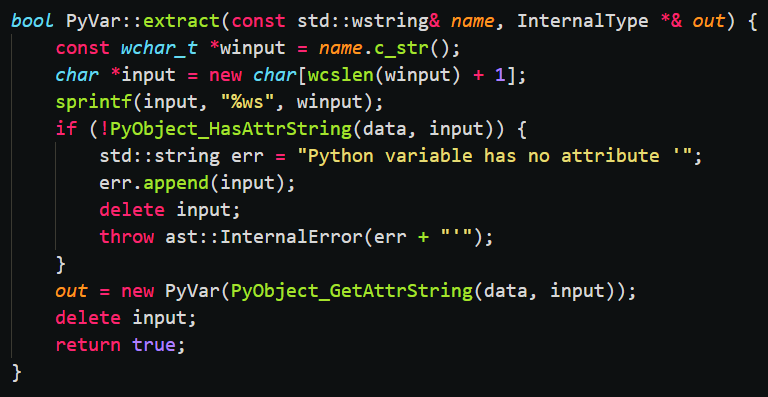 bool PyVar::extract(const std::wstring& name, InternalType *& out) {
    const wchar_t *winput = name.c_str();
    char *input = new char[wcslen(winput) + 1];
    sprintf(input, "%ws", winput);
    if (!PyObject_HasAttrString(data, input)) {
        std::string err = "Python variable has no attribute '";
        err.append(input);
        delete input;
        throw ast::InternalError(err + "'");
    }
    out = new PyVar(PyObject_GetAttrString(data, input));
    delete input;
    return true;
}